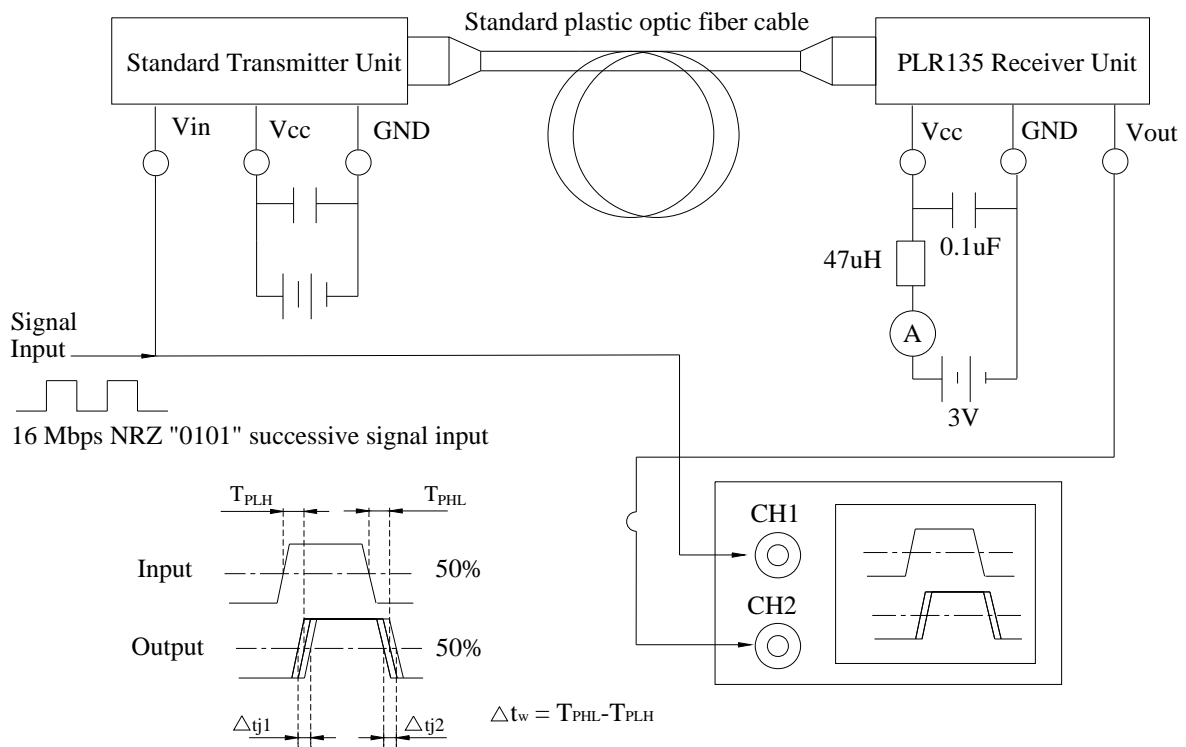 Standard plastic optic fiber cable
Standard Transmitter Unit
PLR135 Receiver Unit
Vin
Vcc
GND
Vcc
GND
Vout
0.1uF
47uH
A
3V
Signal
Input
16 Mbps NRZ "0101" successive signal input
TPLH
TPHL
Input
50%
Output
50%
△tj1
△tj2
△tw = TPHL-TPLH
CH1
CH2